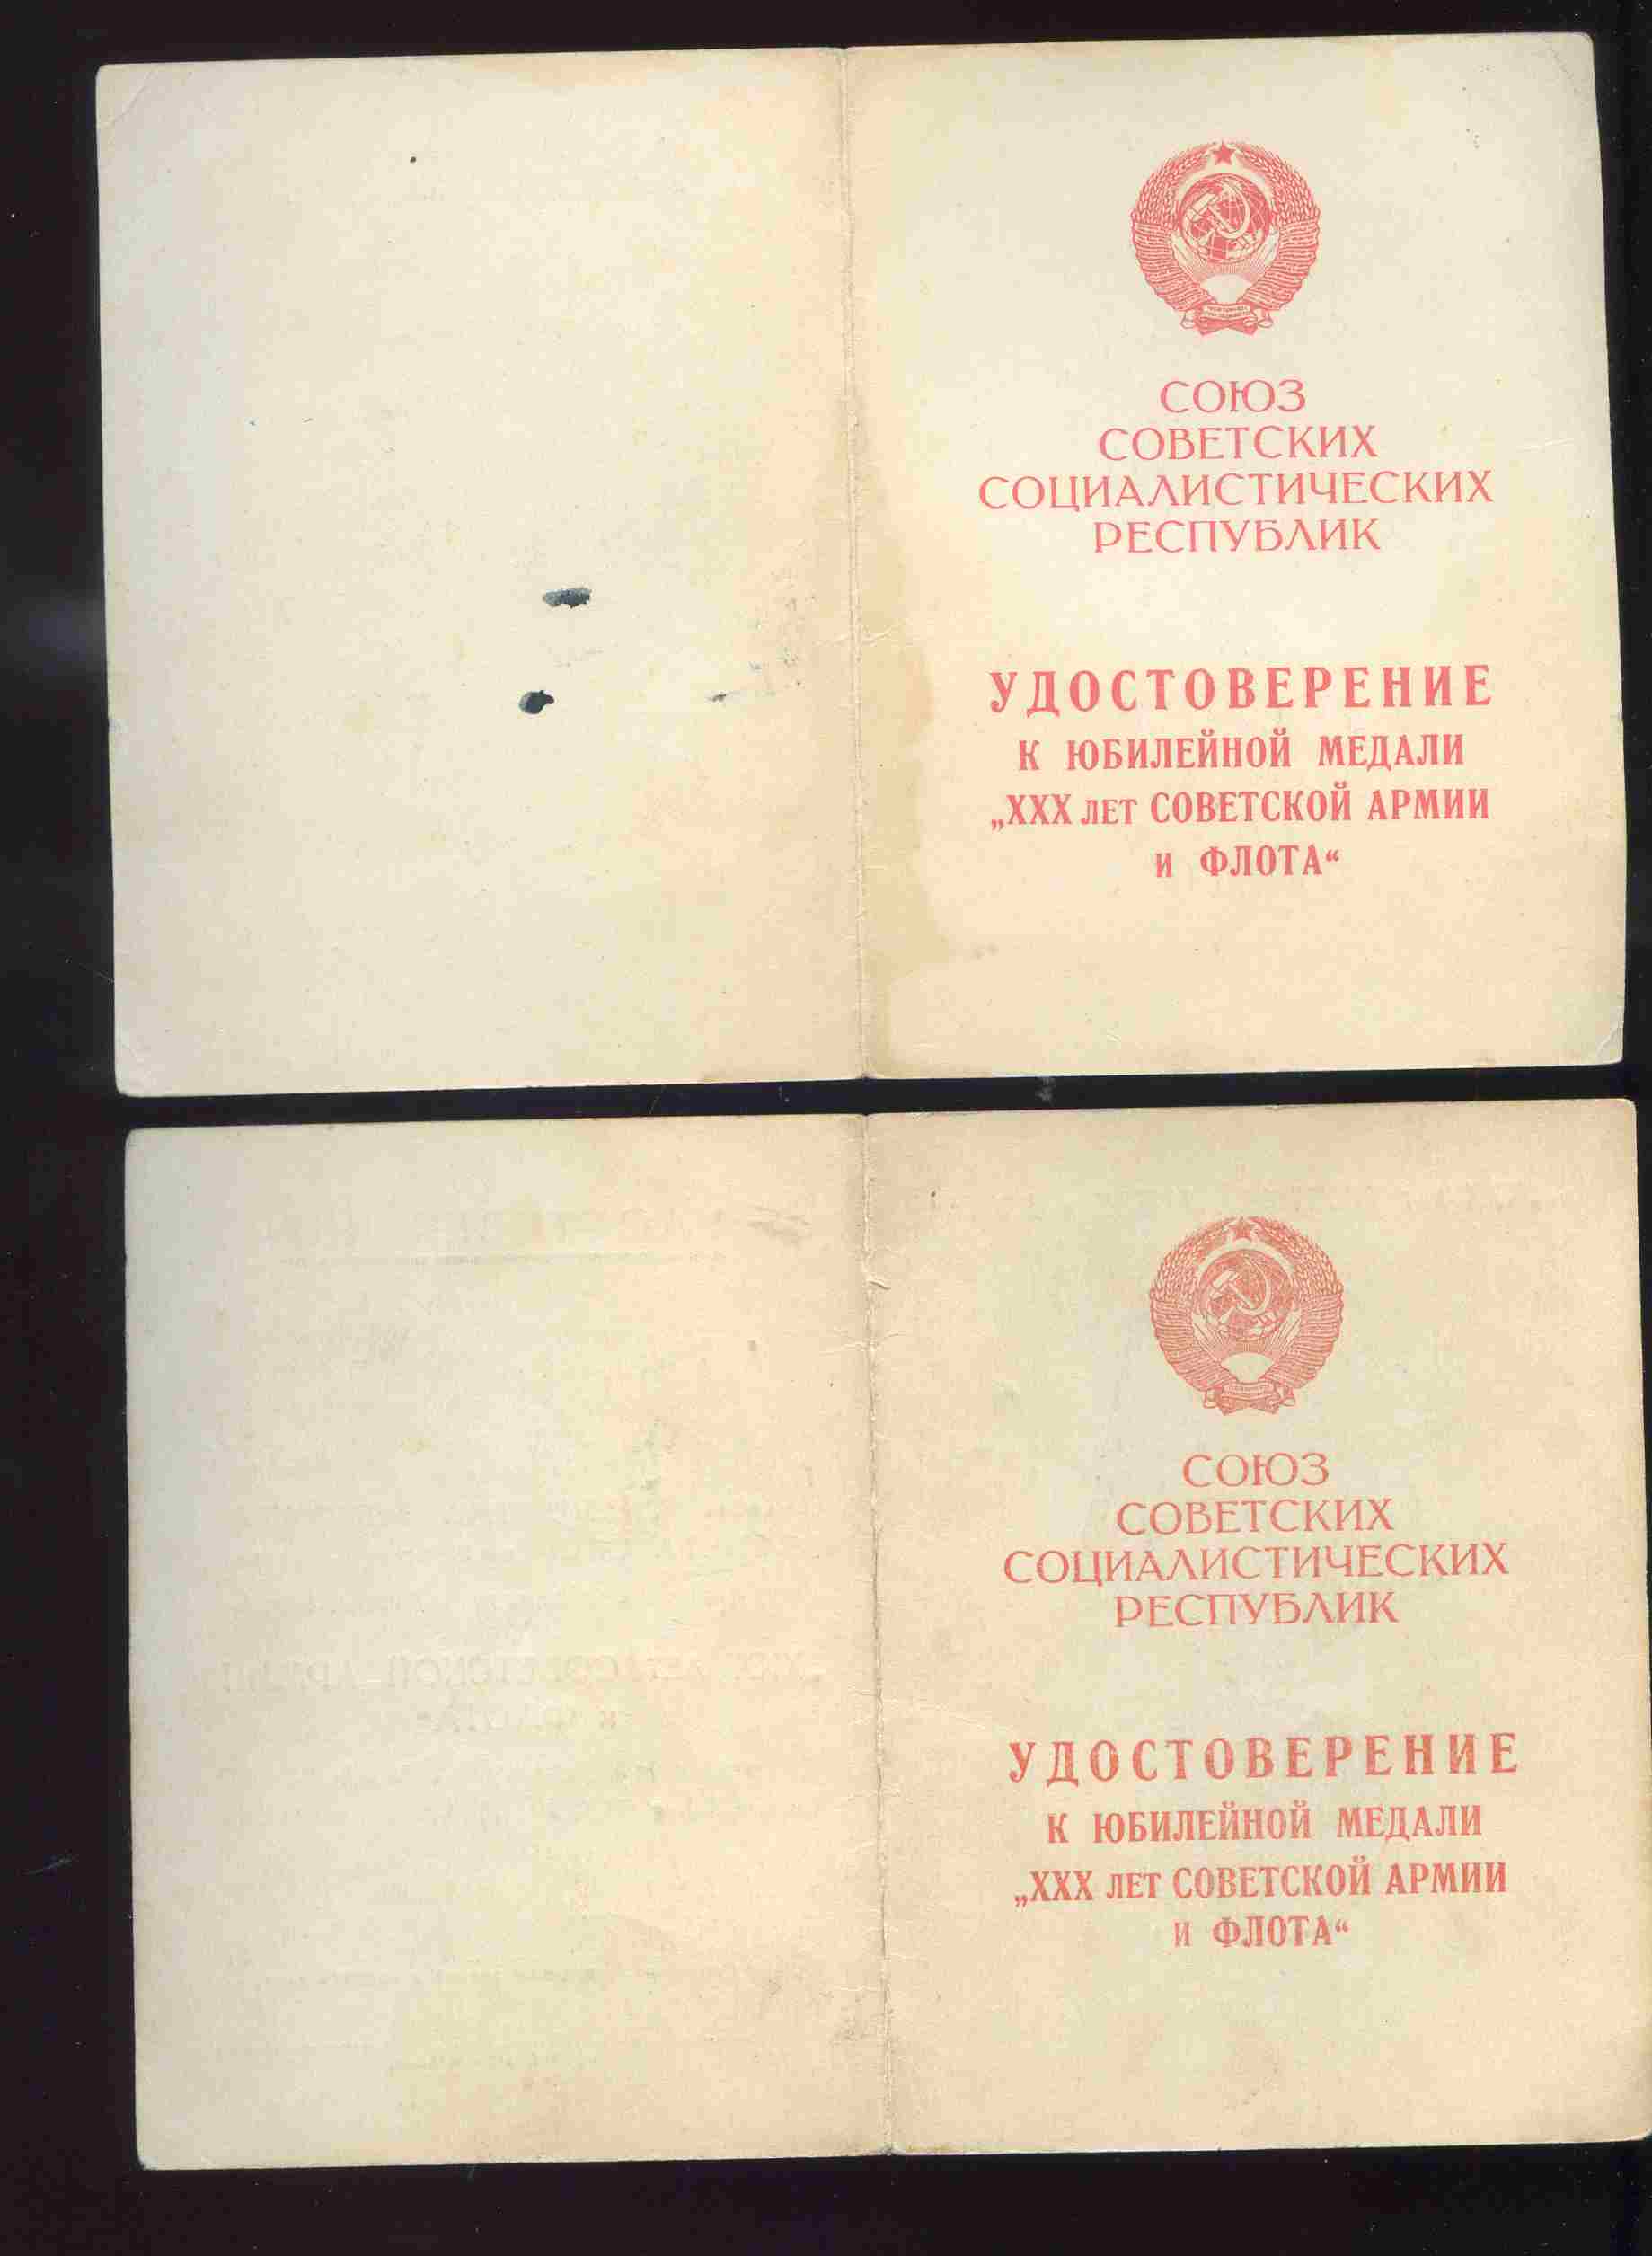 СОЮЗ
СОВЕТСКИХ
СОЦИАЛИСТИЧЕСКИХ
РЕСПУБЛИК
УДОСТОВЕРЕНИЕ
К ЮБИЛЕЙНОЙ МЕДАЛИ
„XXX ЛЕТ СОВЕТСКОЙ АРМИИ
И ФЛОТА“
СОЮЗ
СОВЕТСКИХ
СОЦИАЛИСТИЧЕСКИХ
РЕСПУБЛИК
УДОСТОВЕРЕНИЕ
К ЮБИЛЕЙНОЙ МЕДАЛИ
„XXX ЛЕТ СОВЕТСКОЙ АРМИИ
И ФЛОТА“